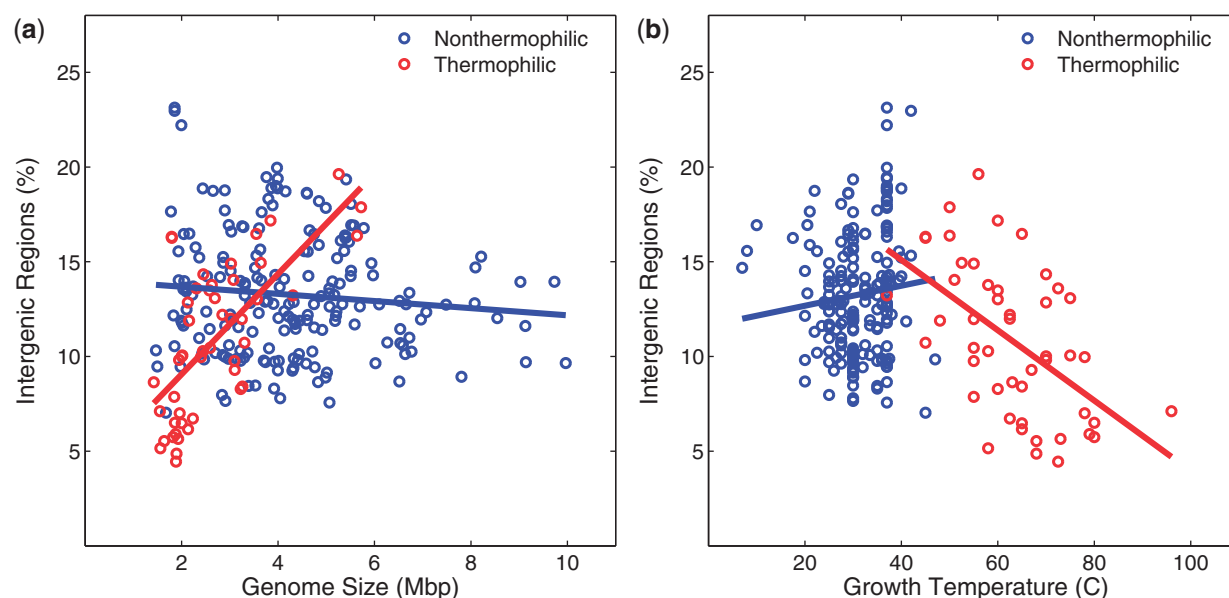 (a)
Nonthermophilic
Thermophilic
25
20
15
10
5
Intergenic Regions (%)
2
4
6
8
10
Genome Size (Mbp)
(b)
Nonthermophilic
Thermophilic
25
20
15
10
5
Intergenic Regions (%)
20
40
60
80
100
Growth Temperature (C)